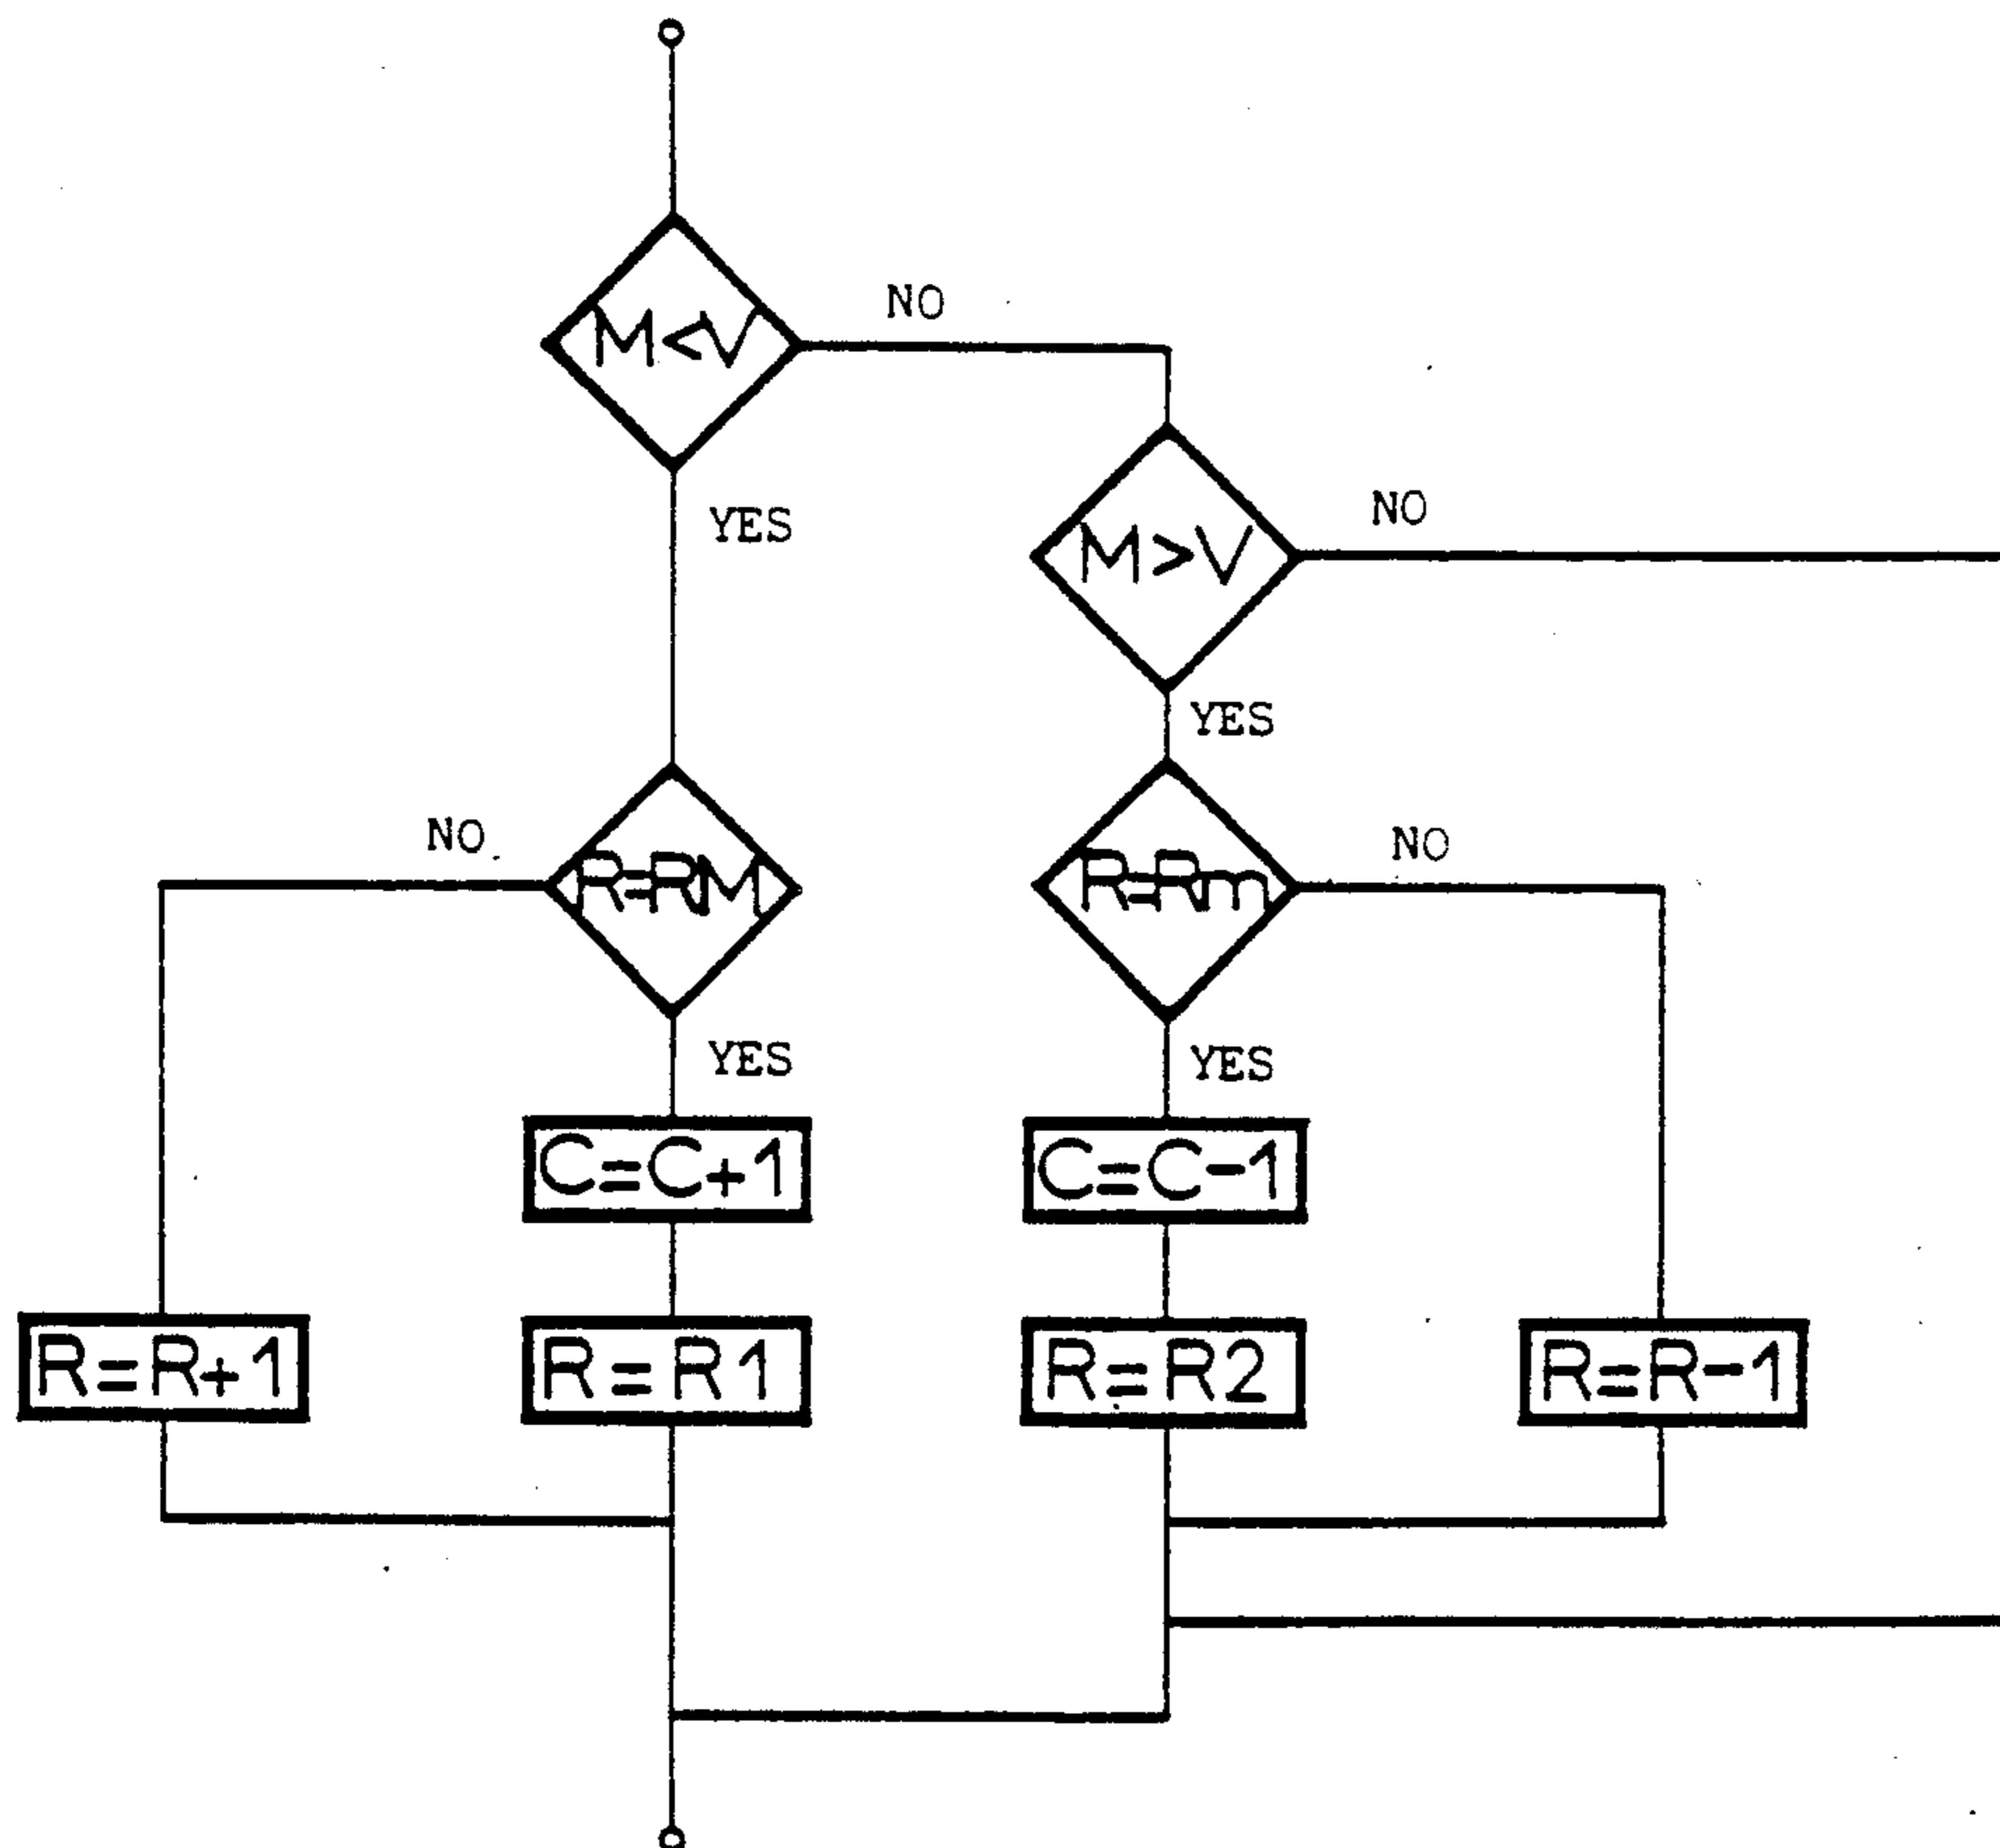 M<V
NO
YES
M>V
NO
YES
R=RM
NO
YES
R=Rm
NO
YES
C=C+1
C=C-1
R=R+1
R=R1
R=R2
R=R-1